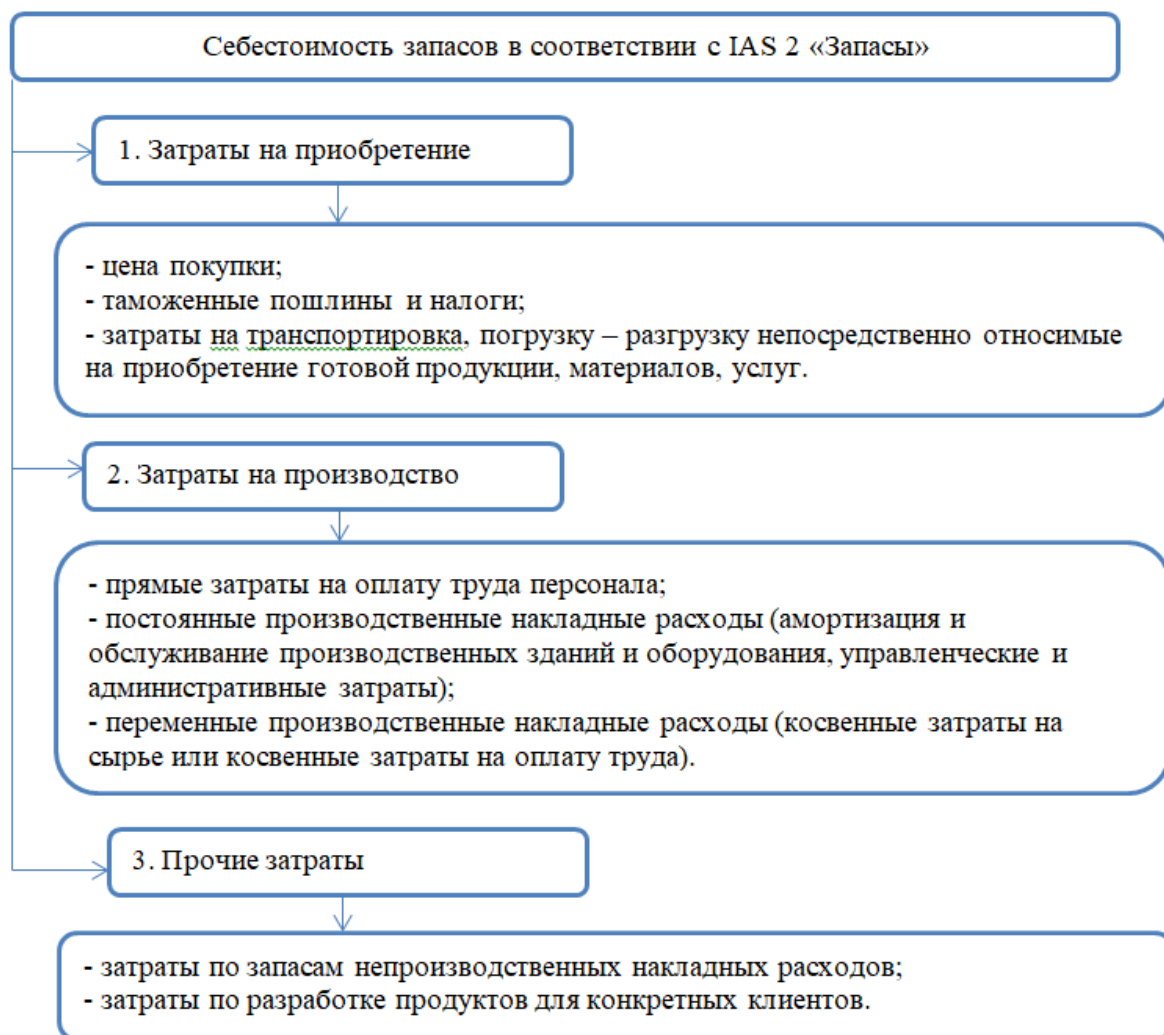 Себестоимость запасов в соответствии с IAS 2 «Запасы»
1. Затраты на приобретение
- цена покупки;
- таможенные пошлины и налоги;
- затраты на транспортировка, погрузку – разгрузку непосредственно относимые
на приобретение готовой продукции, материалов, услуг.
2. Затраты на производство
- прямые затраты на оплату труда персонала;
- постоянные производственные накладные расходы (амортизация и
обслуживание производственных зданий и оборудования, управленческие и
административные затраты);
- переменные производственные накладные расходы (косвенные затраты на
сырье или косвенные затраты на оплату труда).
3. Прочие затраты
- затраты по запасам непроизводственных накладных расходов;
- затраты по разработке продуктов для конкретных клиентов.